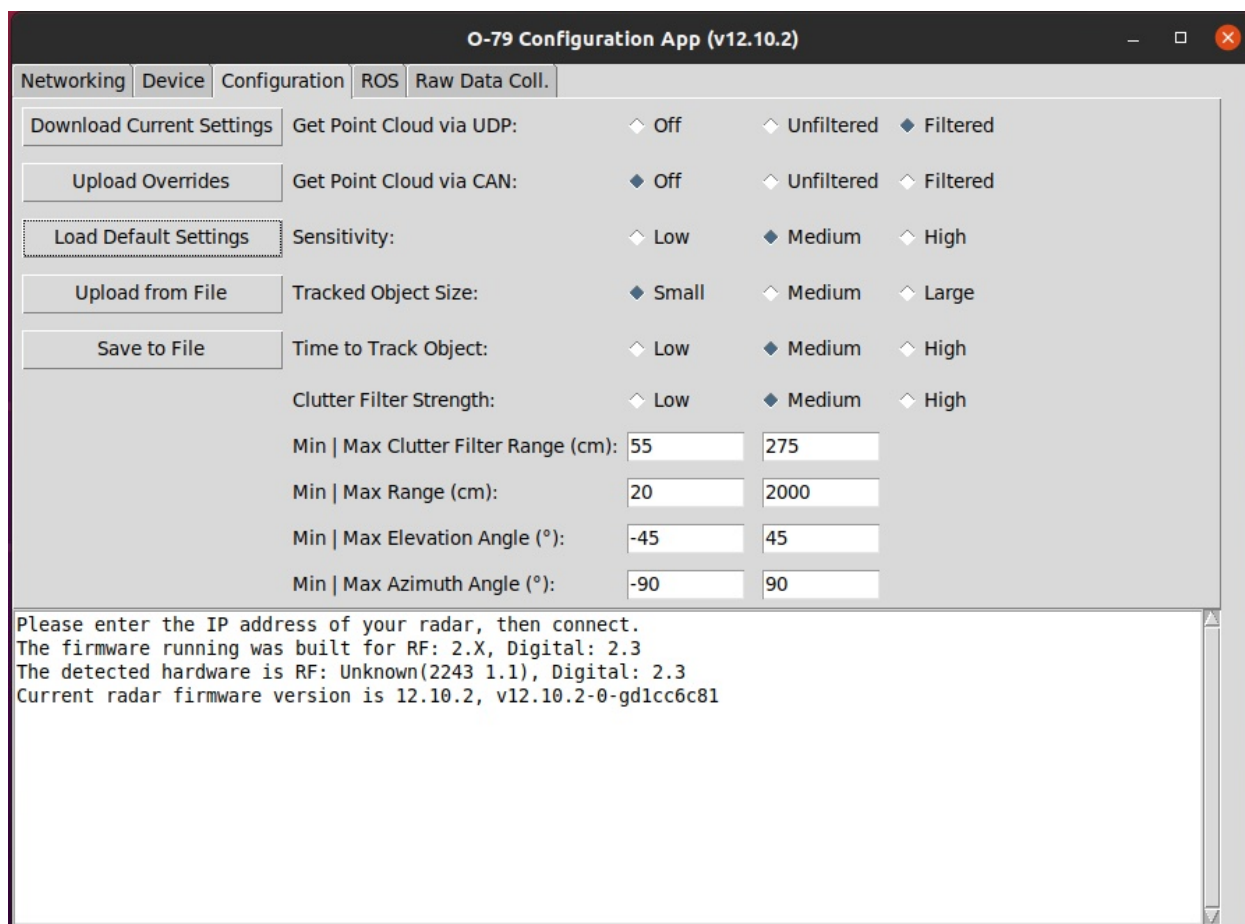 O-79 Configuration App (v12.10.2)
Networking Device Configuration ROS Raw Data Coll.
Download Current Settings Get Point Cloud via UDP: Off Unfiltered Filtered
Upload Overrides Get Point Cloud via CAN: Off Unfiltered Filtered
Load Default Settings Sensitivity: Low Medium High
Upload from File Tracked Object Size: Small Medium Large
Save to File Time to Track Object: Low Medium High
Clutter Filter Strength: Low Medium High
Min | Max Clutter Filter Range (cm): 55 275
Min | Max Range (cm): 20 2000
Min | Max Elevation Angle (°): -45 45
Min | Max Azimuth Angle (°): -90 90
Please enter the IP address of your radar, then connect.
The firmware running was built for RF: 2.X, Digital: 2.3
The detected hardware is RF: Unknown(2243 1.1), Digital: 2.3
Current radar firmware version is 12.10.2, v12.10.2-0-gd1cc6c81